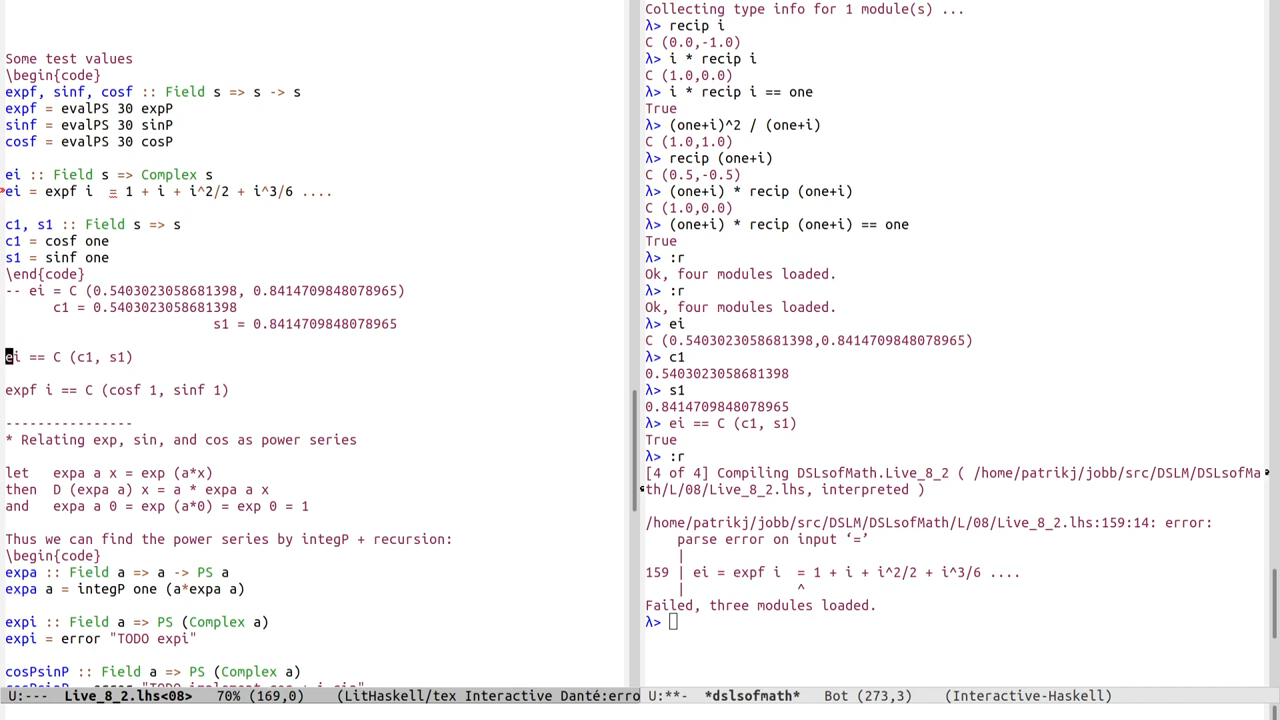 Some test values
\begin{code}
expf, sinf, cosf :: Field s => s -> s
expf = evalPS 30 expP
sinf = evalPS 30 sinP
cosf = evalPS 30 cosP
ei :: Field s => Complex s
ei = expf i  = 1 + i + i^2/2 + i^3/6 ....
c1, s1 :: Field s => s
c1 = cosf one
s1 = sinf one
\end{code}
-- ei = C (0.5403023058681398, 0.8414709848078965)
c1 = 0.5403023058681398
s1 = 0.8414709848078965
ei == C (c1, s1)
expf i == C (cosf 1, sinf 1)
----------------
* Relating exp, sin, and cos as power series
let   expa a x = exp (a*x)
then  D (expa a) x = a * expa a x
and   expa a 0 = exp (a*0) = exp 0 = 1
Thus we can find the power series by integP + recursion:
\begin{code}
expa :: Field a => a -> PS a
expa a = integP one (a*expa a)
expi :: Field a => PS (Complex a)
expi = error "TODO expi"
cosPsinP :: Field a => PS (Complex a)
U:---  Live_8_2.lhs<08>   70% (169,0)    (LitHaskell/tex Interactive Danté:erro
Collecting type info for 1 module(s) ...
λ> recip i
C (0.0,-1.0)
λ> i * recip i
C (1.0,0.0)
λ> i * recip i == one
True
λ> (one+i)^2 / (one+i)
C (1.0,1.0)
λ> recip (one+i)
C (0.5,-0.5)
λ> (one+i) * recip (one+i)
C (1.0,0.0)
λ> (one+i) * recip (one+i) == one
True
λ> :r
Ok, four modules loaded.
λ> :r
Ok, four modules loaded.
λ> ei
C (0.5403023058681398,0.8414709848078965)
λ> c1
0.5403023058681398
λ> s1
0.8414709848078965
λ> ei == C (c1, s1)
True
λ> :r
[4 of 4] Compiling DSLsofMath.Live_8_2 ( /home/patrikj/jobb/src/DSLM/DSLsofMa
th/L/08/Live_8_2.lhs, interpreted )
/home/patrikj/jobb/src/DSLM/DSLsofMath/L/08/Live_8_2.lhs:159:14: error:
parse error on input ‘=’
|
159 | ei = expf i  = 1 + i + i^2/2 + i^3/6 ....
|              ^
Failed, three modules loaded.
λ>
U:**-  *dslsofmath*   Bot (273,3)    (Interactive-Haskell)